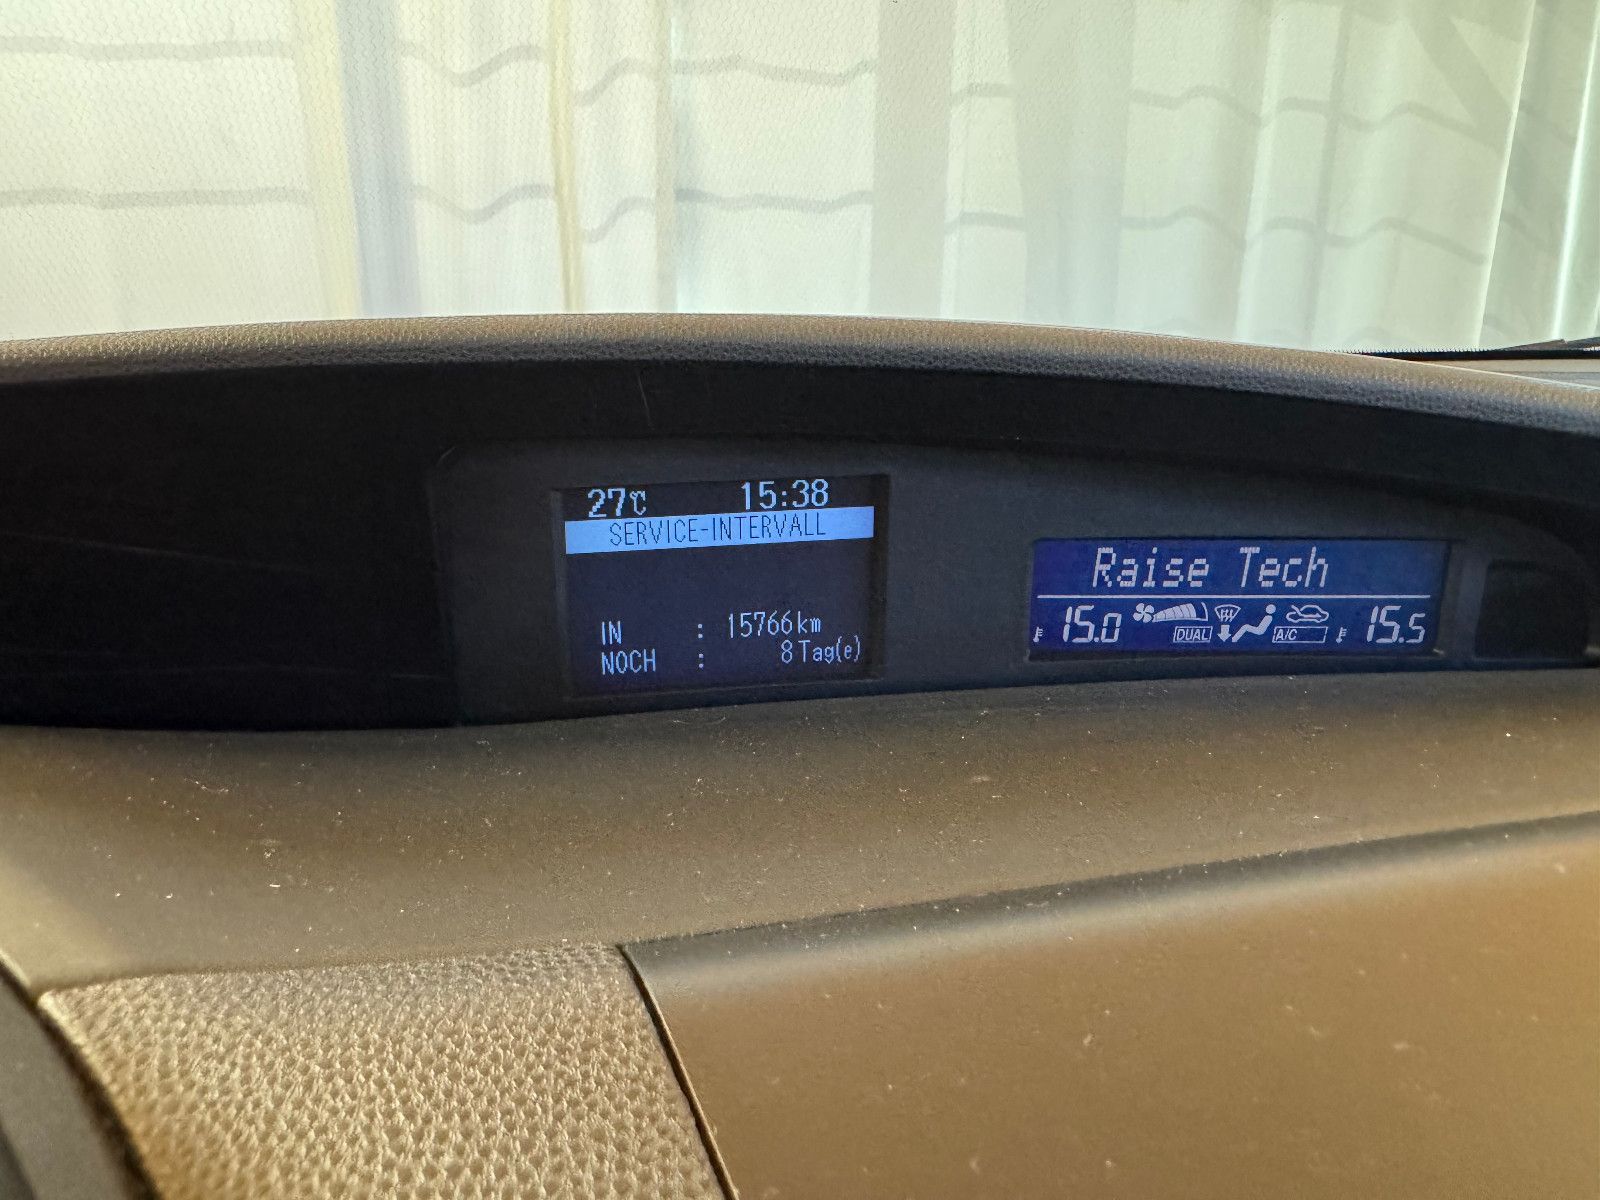 27℃ 15:38
SERVICE-INTERVALL
IN : 15766km
NOCH : 8Tag(e)
Raise Tech
15.0 DUAL A/C 15.5